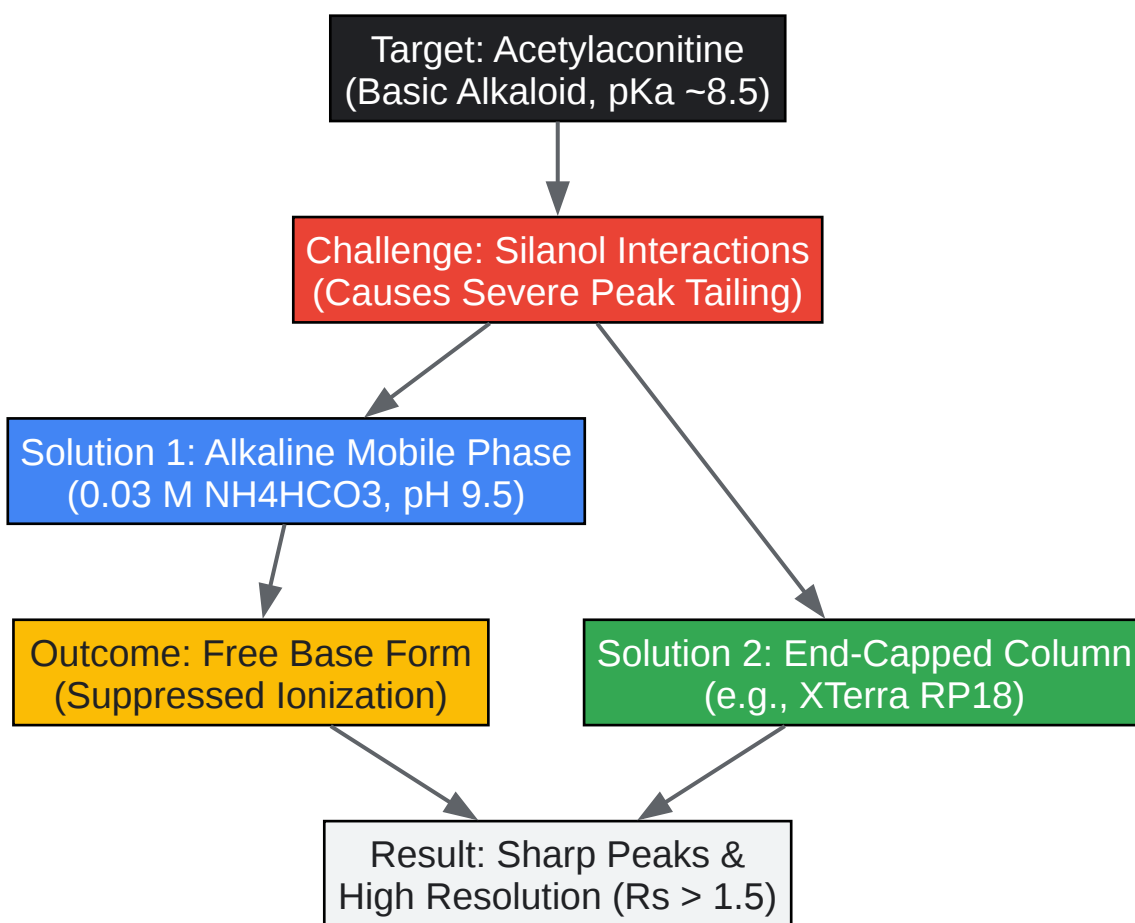 Target: Acetylaconitine
(Basic Alkaloid, pKa ~8.5)
Challenge: Silanol Interactions
(Causes Severe Peak Tailing)
Solution 1: Alkaline Mobile Phase
(0.03 M NH4HCO3, pH 9.5)
Outcome: Free Base Form
(Suppressed Ionization)
Solution 2: End-Capped Column
(e.g., XTerra RP18)
Result: Sharp Peaks &
High Resolution (Rs > 1.5)